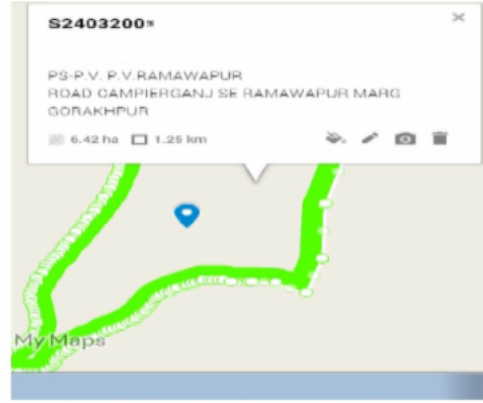 S2403200
PS-P.V. P.V.RAMAWAPUR
ROAD CAMPIERGANJ SE RAMAWAPUR MARG
GORAKHPUR
6.42 ha 1.25 km
My Maps